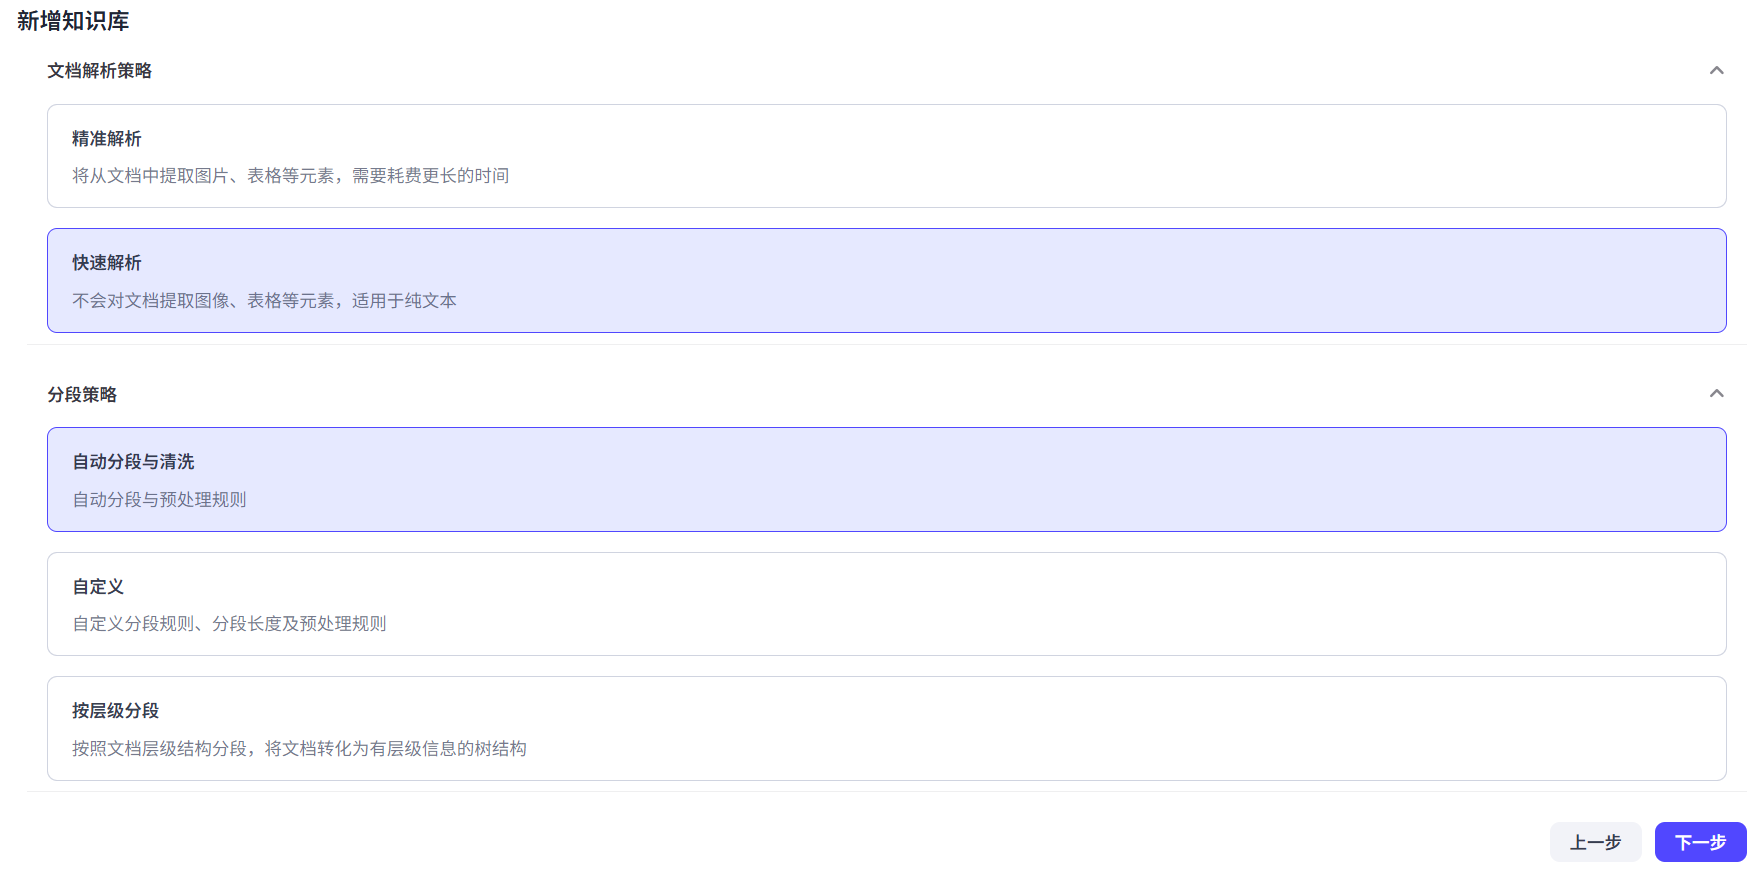 新增知识库
文档解析策略
精准解析
将从文档中提取图片、表格等元素，需要耗费更长的时间
快速解析
不会对文档提取图像、表格等元素，适用于纯文本
分段策略
自动分段与清洗
自动分段与预处理规则
自定义
自定义分段规则、分段长度及预处理规则
按层级分段
按照文档层级结构分段，将文档转化为有层级信息的树结构
上一步
下一步